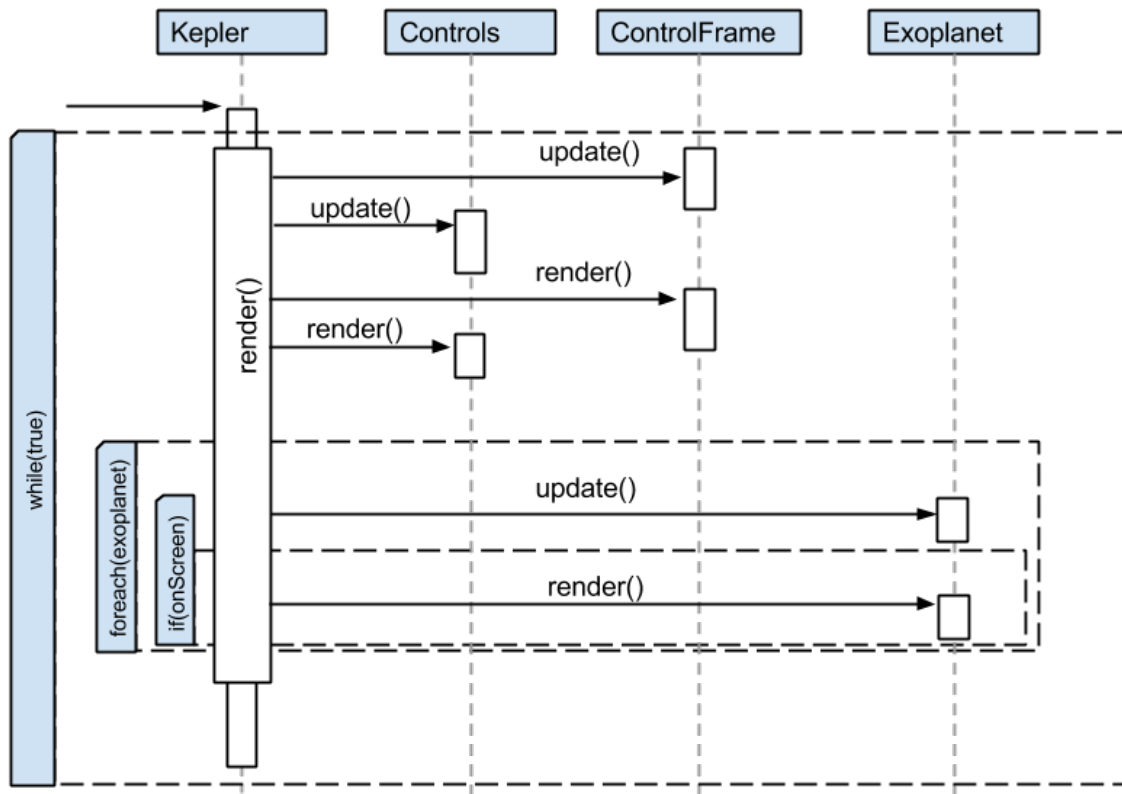 Kepler
Controls
ControlFrame
Exoplanet
update()
update()
render()
render()
render()
while(true)
foreach(exoplanet)
if(onScreen)
update()
render()